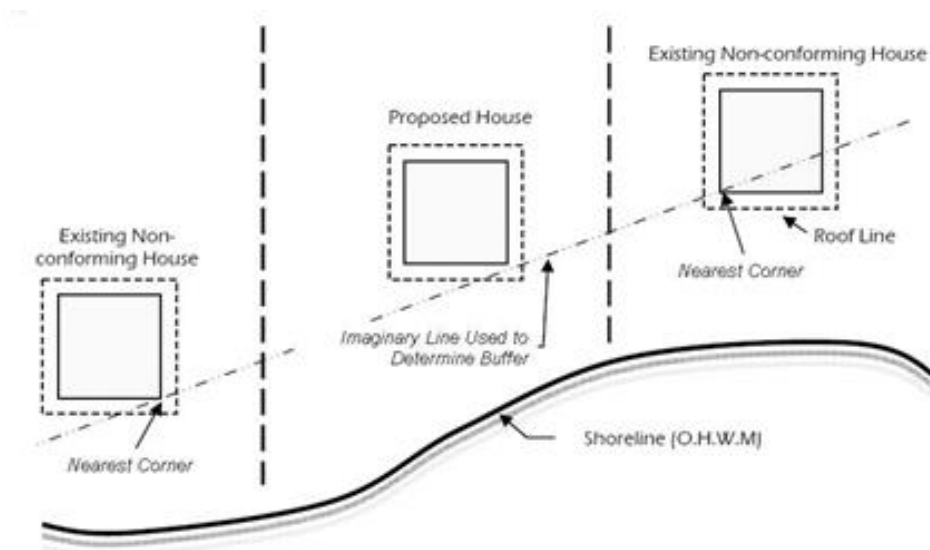 Existing Non-conforming House
Proposed House
Existing Non-
conforming House
Roof Line
Nearest Corner
Imaginary Line Used to
Determine Buffer
Shoreline (O.H.W.M)
Nearest Corner